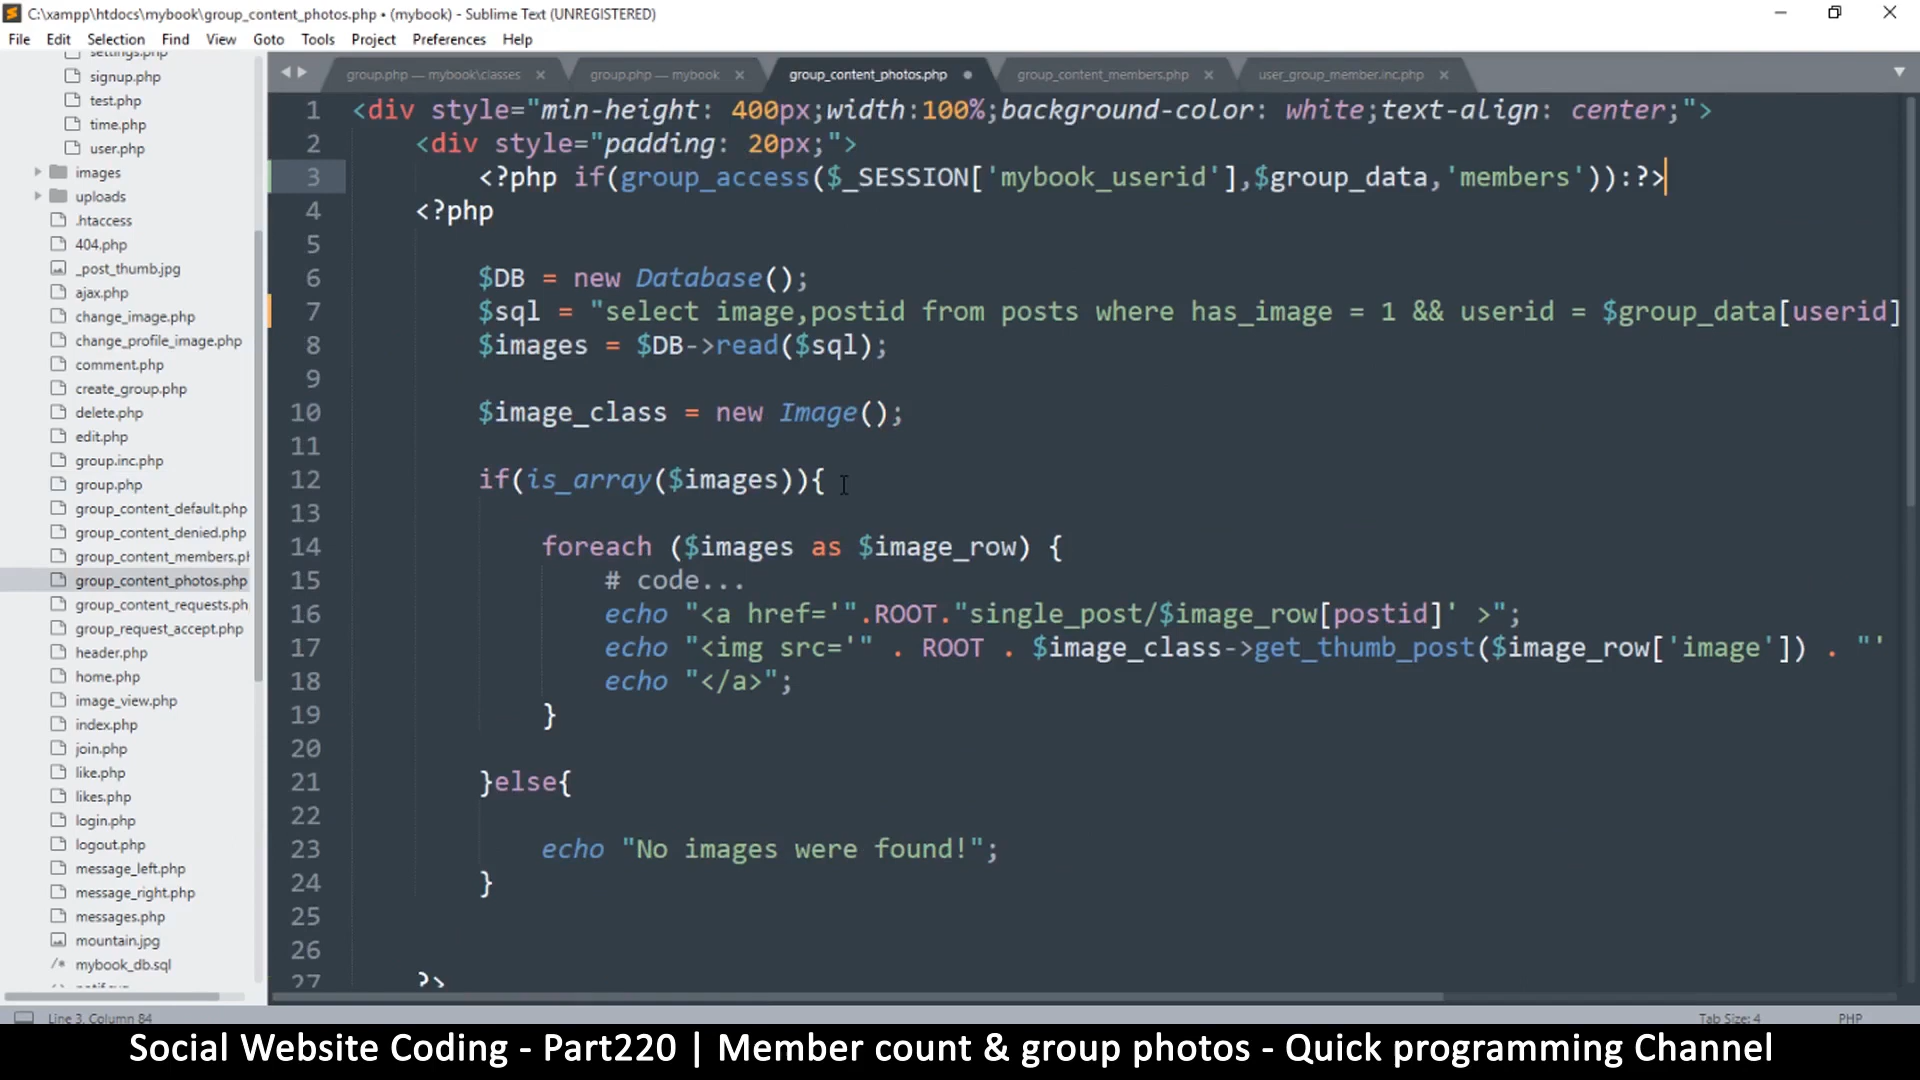 C:\xampp\htdocs\mybook\group_content_photos.php • (mybook) - Sublime Text (UNREGISTERED)
File Edit Selection Find View Goto Tools Project Preferences Help
group.php — mybook\classes group.php — mybook group_content_photos.php group_content_members.php user_group_member.inc.php
settings.php
signup.php
test.php
time.php
user.php
images
uploads
.htaccess
404.php
_post_thumb.jpg
ajax.php
change_image.php
change_profile_image.php
comment.php
create_group.php
delete.php
edit.php
group.inc.php
group.php
group_content_default.php
group_content_denied.php
group_content_members.ph
group_content_photos.php
group_content_requests.ph
group_request_accept.php
header.php
home.php
image_view.php
index.php
join.php
like.php
likes.php
login.php
logout.php
message_left.php
message_right.php
messages.php
mountain.jpg
/* mybook_db.sql
1 <div style="min-height: 400px;width:100%;background-color: white;text-align: center;">
2 <div style="padding: 20px;">
3 <?php if(group_access($_SESSION['mybook_userid'],$group_data,'members')):?>
4 <?php
5
6 $DB = new Database();
7 $sql = "select image,postid from posts where has_image = 1 && userid = $group_data[userid]
8 $images = $DB->read($sql);
9
10 $image_class = new Image();
11
12 if(is_array($images)){
13
14 foreach ($images as $image_row) {
15 # code...
16 echo "<a href='".ROOT."single_post/$image_row[postid]' >";
17 echo "<img src='" . ROOT . $image_class->get_thumb_post($image_row['image']) . "'
18 echo "</a>";
19 }
20
21 }else{
22
23 echo "No images were found!";
24 }
25
26
27 ?>
Line 3, Column 84 Tab Size: 4 PHP
Social Website Coding - Part220 | Member count & group photos - Quick programming Channel